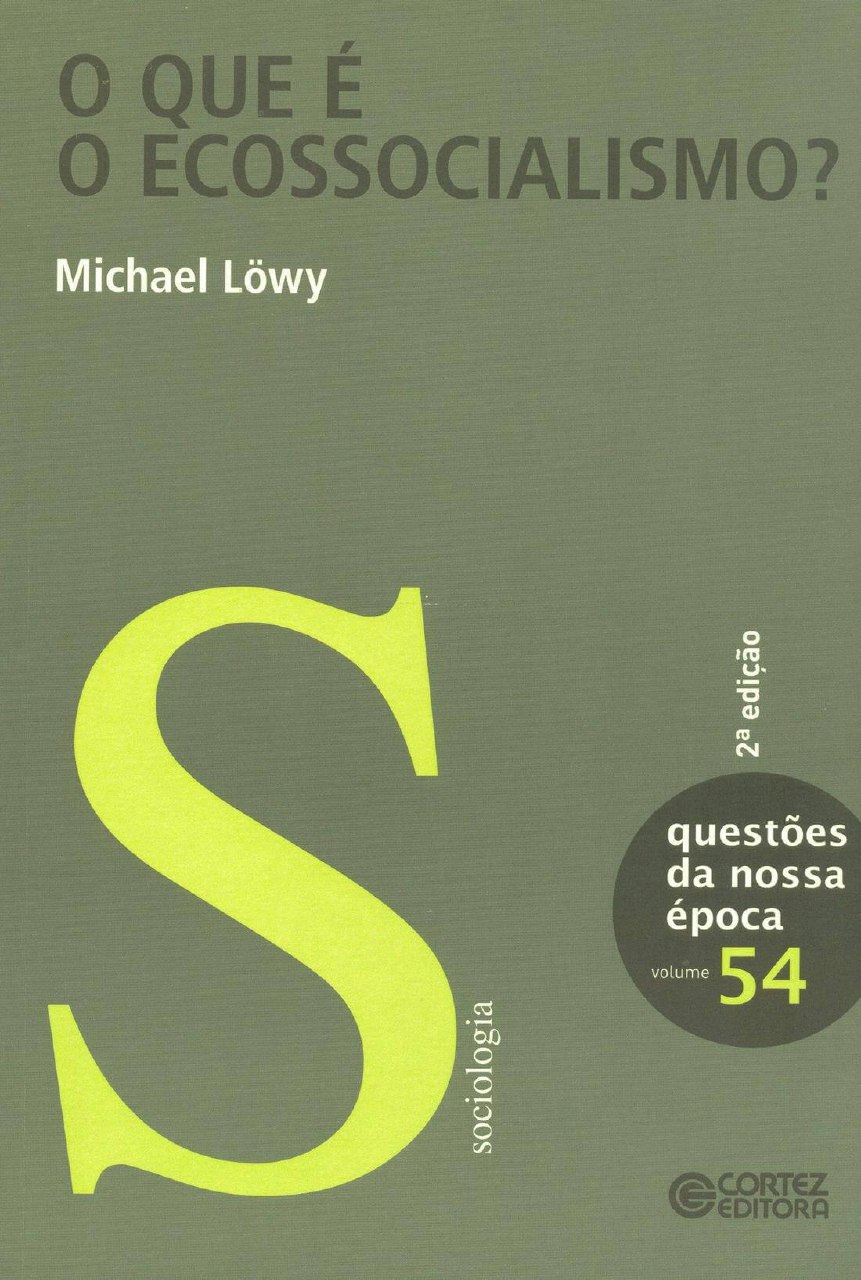 O QUE É
O ECOSSOCIALISMO?
Michael Löwy
S
sociologia
2ª edição
questões
da nossa
época
volume 54
CORTEZ
EDITORA